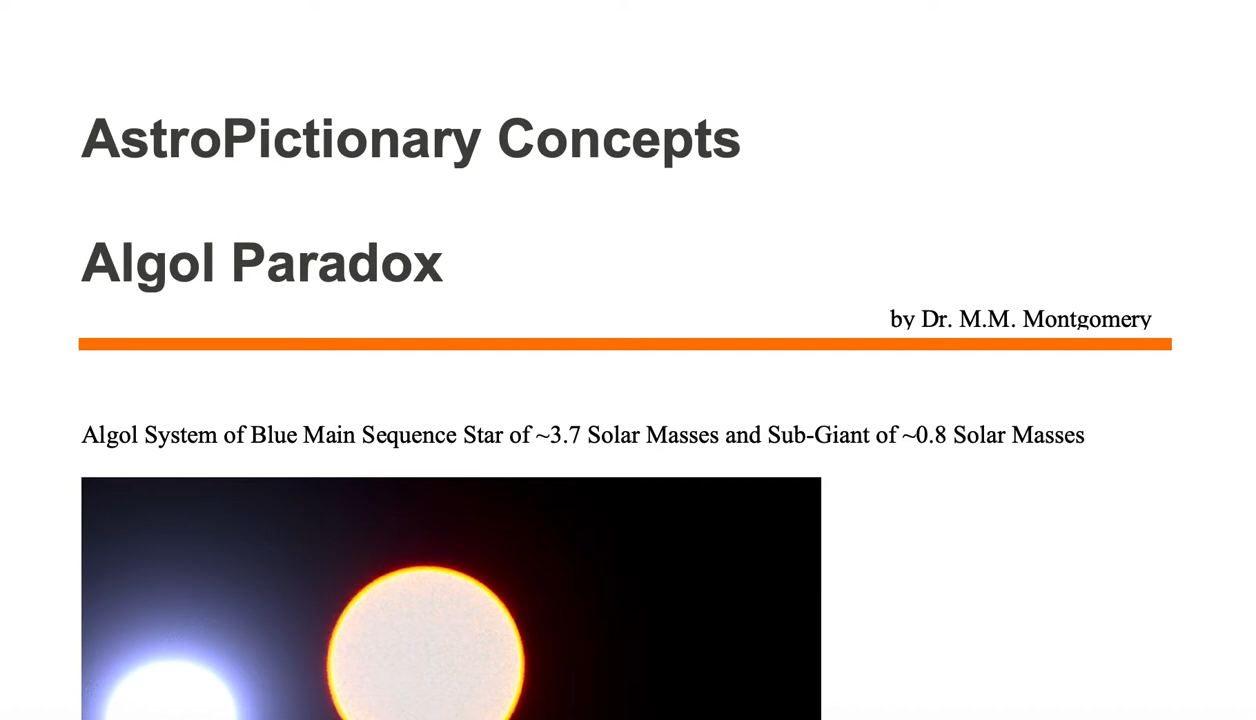 AstroPictionary Concepts
Algol Paradox
by Dr. M.M. Montgomery
Algol System of Blue Main Sequence Star of ~3.7 Solar Masses and Sub-Giant of ~0.8 Solar Masses